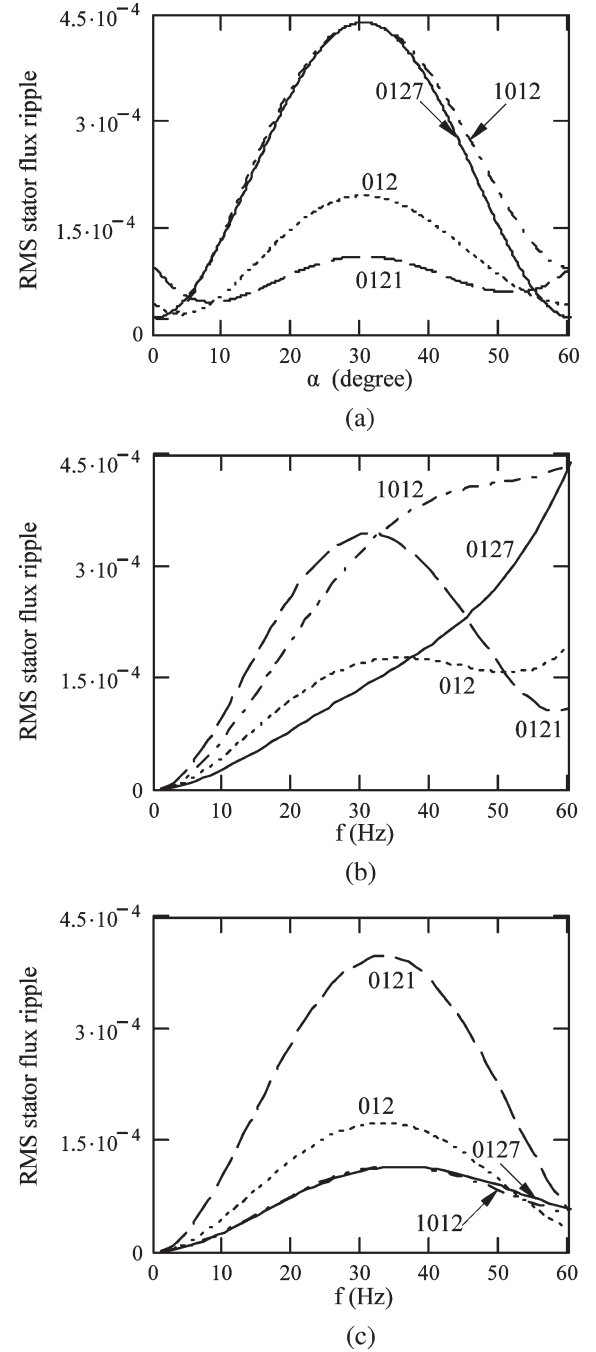 4.5·10⁻⁴
3·10⁻⁴
1.5·10⁻⁴
0
RMS stator flux ripple
0127
1012
012
0121
0 10 20 30 40 50 60
α (degree)
(a)
4.5·10⁻⁴
3·10⁻⁴
1.5·10⁻⁴
0
RMS stator flux ripple
1012
0127
012
0121
0 10 20 30 40 50 60
f (Hz)
(b)
4.5·10⁻⁴
3·10⁻⁴
1.5·10⁻⁴
0
RMS stator flux ripple
0121
012
0127
1012
0 10 20 30 40 50 60
f (Hz)
(c)